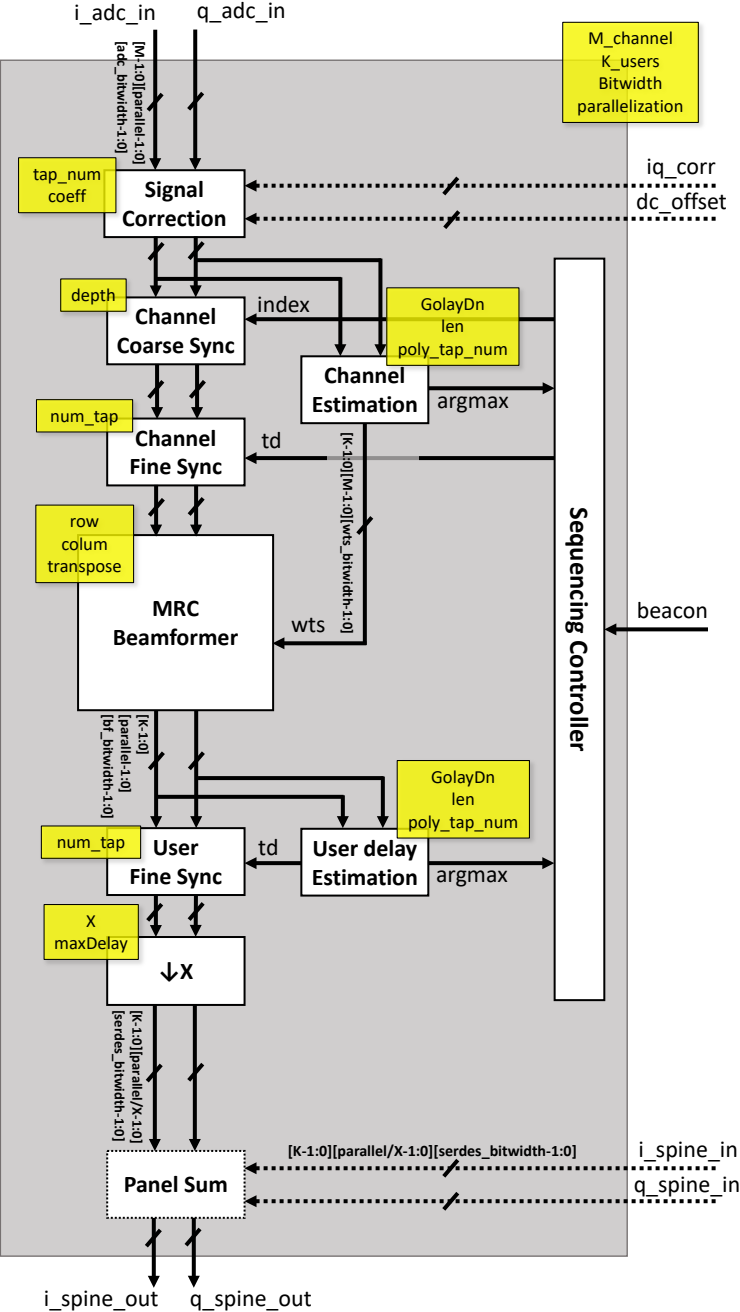 i_adc_in
q_adc_in
M_channel
K_users
Bitwidth
parallelization
[M-1:0][parallel-1:0]
[adc_bitwidth-1:0]
tap_num
coeff
Signal
Correction
iq_corr
dc_offset
depth
Channel
Coarse Sync
index
GolayDn
len
poly_tap_num
Channel
Estimation
argmax
num_tap
Channel
Fine Sync
td
[K-1:0][M-1:0][wts_bitwidth-1:0]
Sequencing Controller
row
colum
transpose
MRC
Beamformer
wts
beacon
[K-1:0]
[parallel-1:0]
[bf_bitwidth-1:0]
GolayDn
len
poly_tap_num
num_tap
User
Fine Sync
td
User delay
Estimation
argmax
X
maxDelay
↓X
[K-1:0][parallel/X-1:0]
[serdes_bitwidth-1:0]
[K-1:0][parallel/X-1:0][serdes_bitwidth-1:0]
i_spine_in
q_spine_in
Panel Sum
i_spine_out
q_spine_out